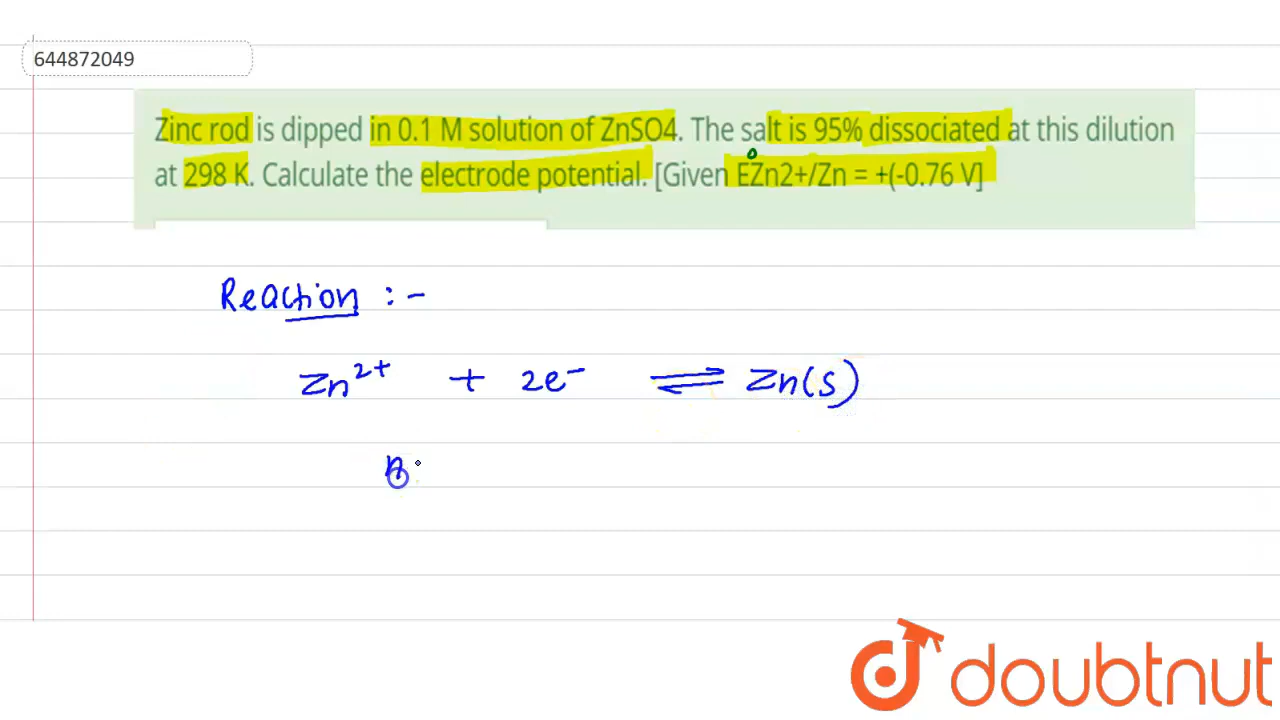 644872049
Zinc rod is dipped in 0.1 M solution of ZnSO4. The salt is 95% dissociated at this dilution
at 298 K. Calculate the electrode potential. [Given E°Zn2+/Zn = +(-0.76 V]
Reaction :-
Zn²⁺ + 2e⁻ ⇌ Zn(s)
doubtnut